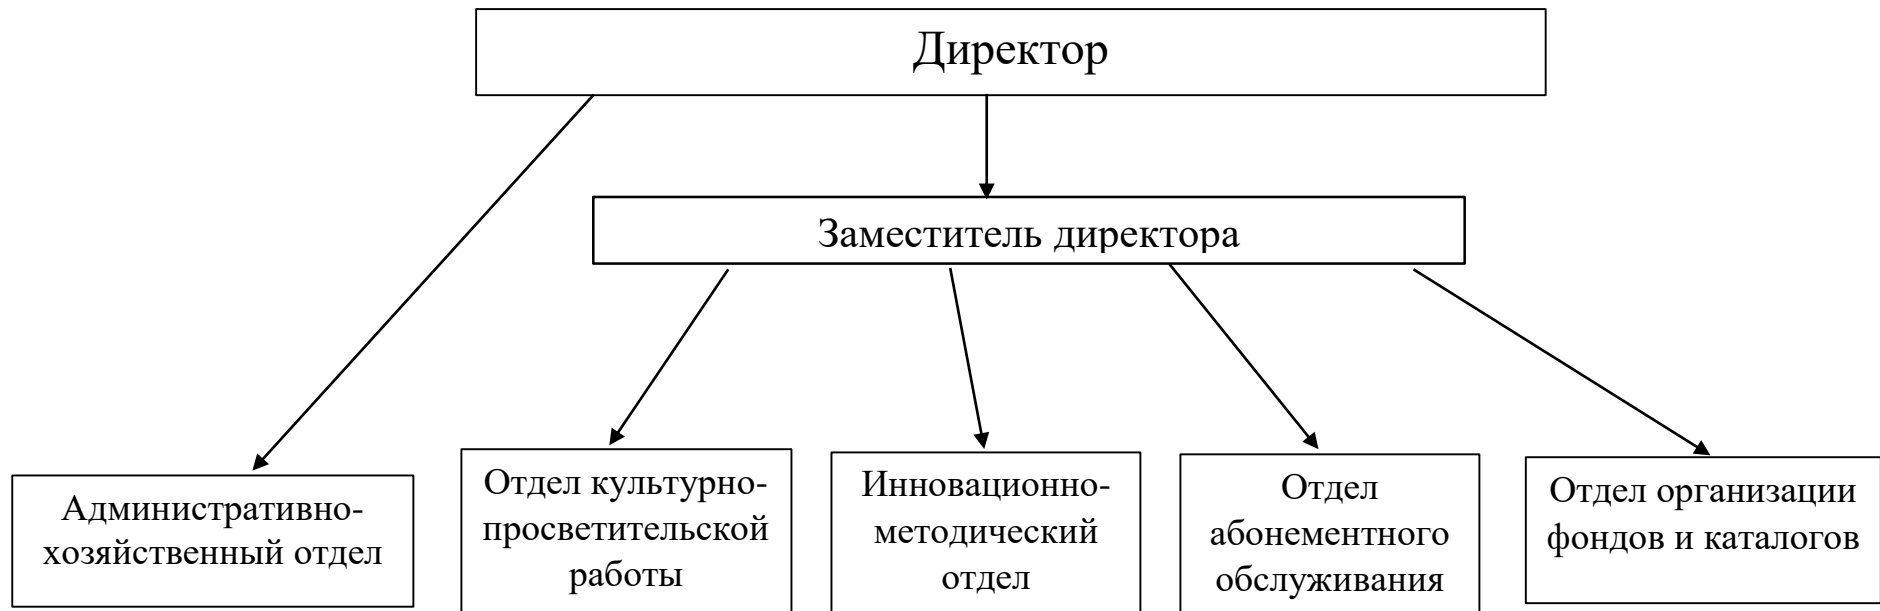 Директор
Заместитель директора
Административно-
хозяйственный отдел
Отдел культурно-
просветительской
работы
Инновационно-
методический
отдел
Отдел
абонементного
обслуживания
Отдел организации
фондов и каталогов